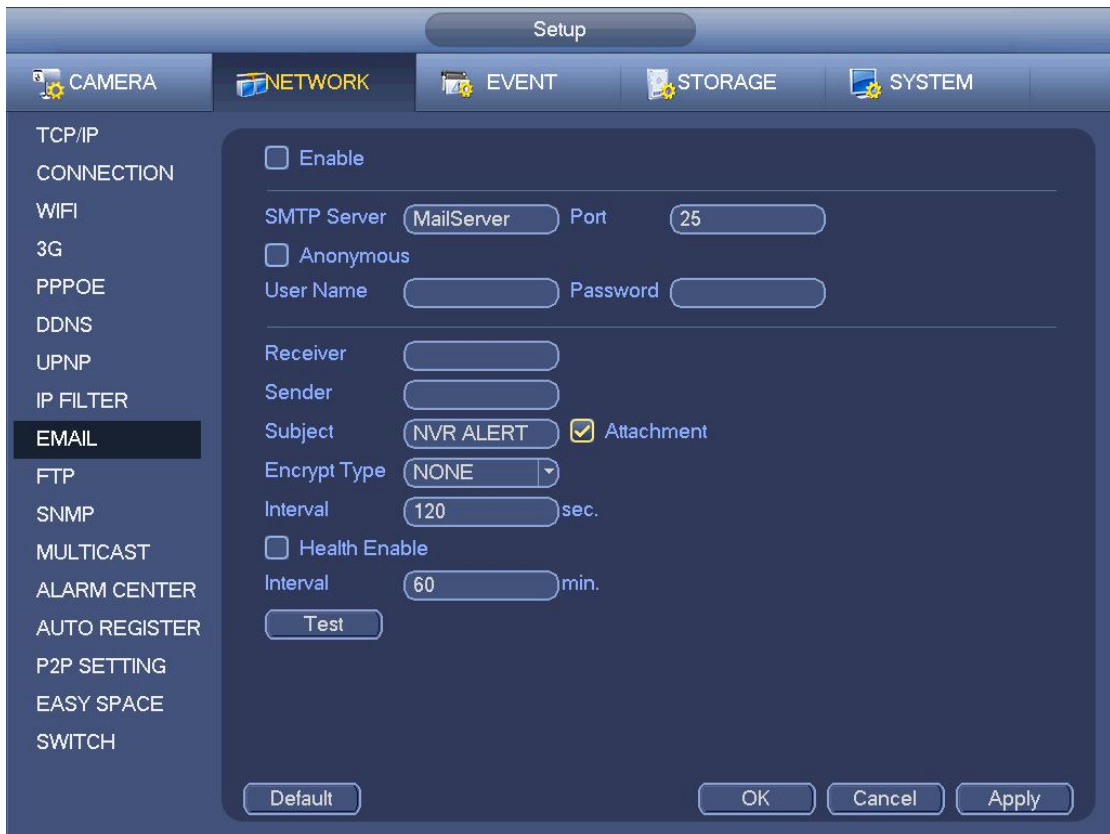 Setup
CAMERA NETWORK EVENT STORAGE SYSTEM
TCP/IP
CONNECTION
WIFI
3G
PPPOE
DDNS
UPNP
IP FILTER
EMAIL
FTP
SNMP
MULTICAST
ALARM CENTER
AUTO REGISTER
P2P SETTING
EASY SPACE
SWITCH
Enable
SMTP Server MailServer Port 25
Anonymous
User Name Password
Receiver
Sender
Subject NVR ALERT Attachment
Encrypt Type NONE
Interval 120 sec.
Health Enable
Interval 60 min.
Test
Default OK Cancel Apply